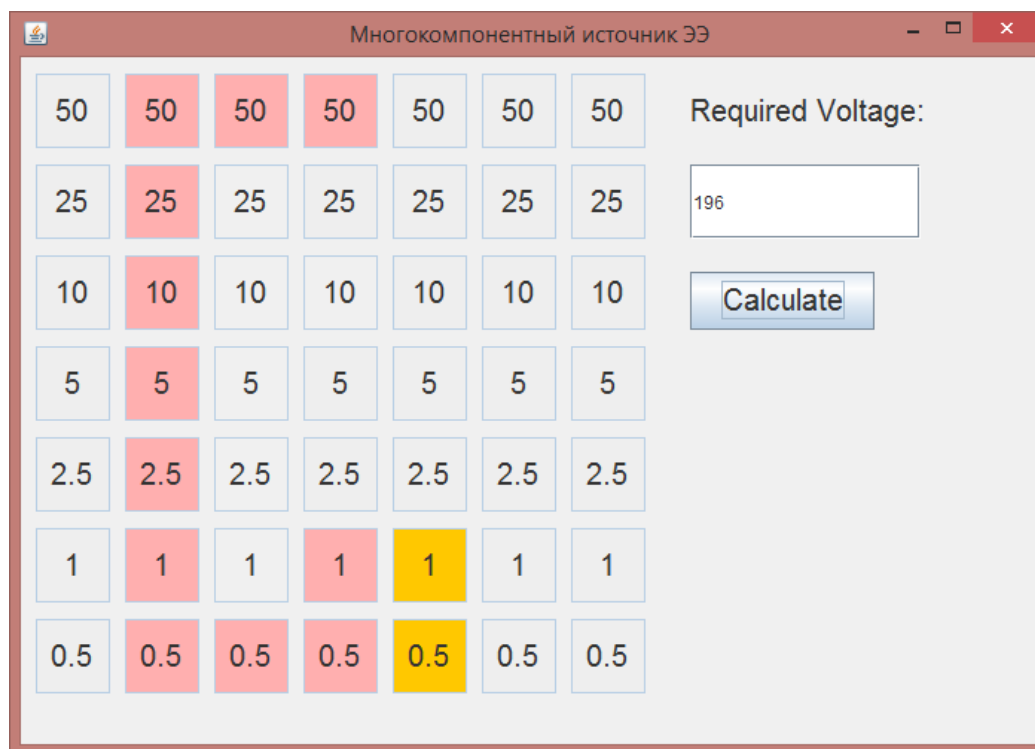 Многокомпонентный источник ЭЭ
50 50 50 50 50 50 50
Required Voltage:
25 25 25 25 25 25 25
196
10 10 10 10 10 10 10
Calculate
5 5 5 5 5 5 5
2.5 2.5 2.5 2.5 2.5 2.5 2.5
1 1 1 1 1 1 1
0.5 0.5 0.5 0.5 0.5 0.5 0.5